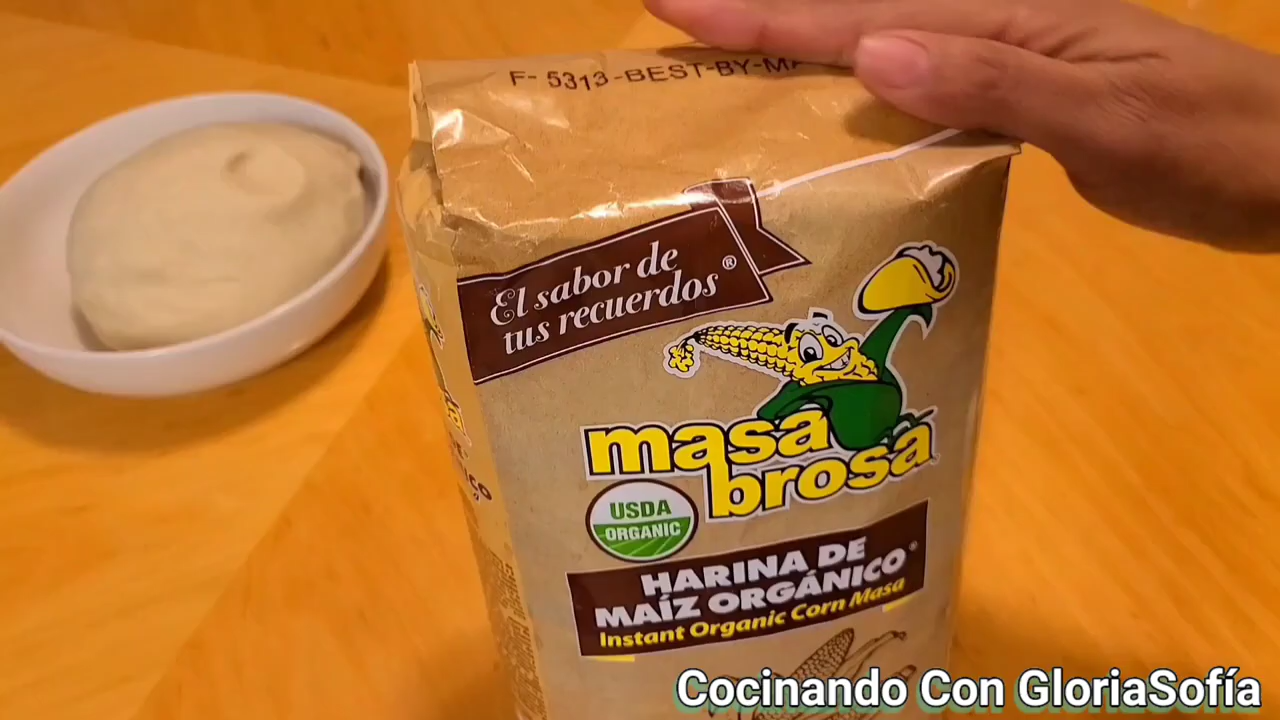 F- 5313-BEST-BY-MA
El sabor de
tus recuerdos®
masa
brosa
USDA
ORGANIC
HARINA DE
MAÍZ ORGÁNICO®
Instant Organic Corn Masa
Cocinando Con GloriaSofía